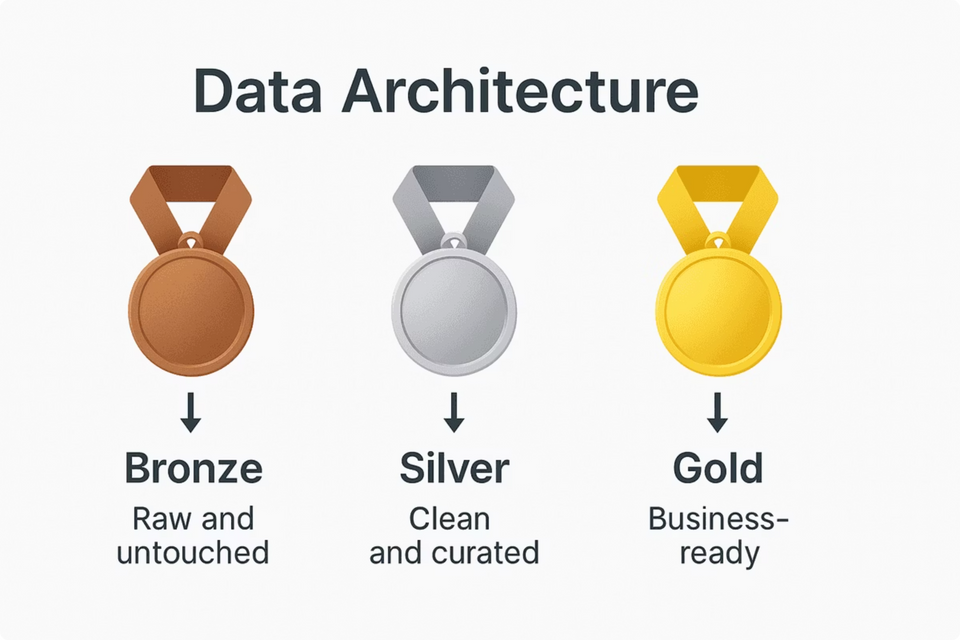 Data Architecture
Bronze
Raw and
untouched
Silver
Clean
and curated
Gold
Business-
ready